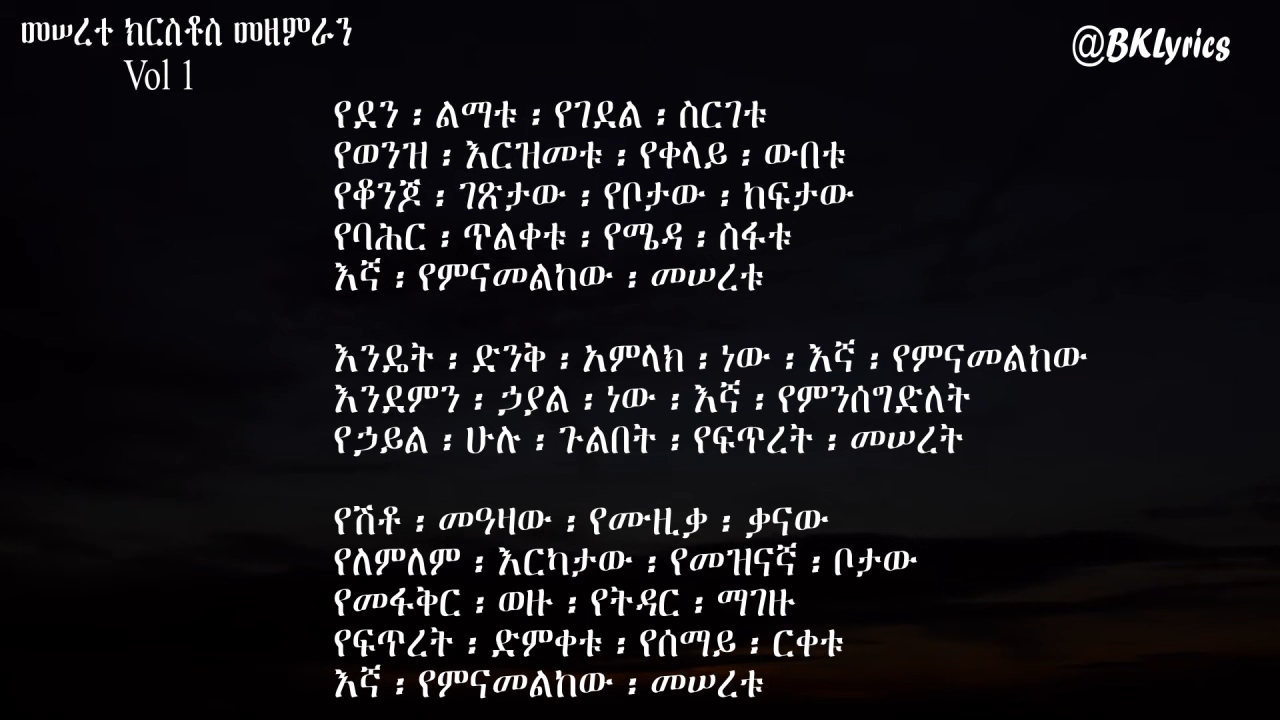 መሠረተ ክርስቶስ መዘምራን
Vol 1
@BKLyrics
የደን ፡ ልማቱ ፡ የገደል ፡ ስርገቱ
የወንዝ ፡ እርዝመቱ ፡ የቀላይ ፡ ውበቱ
የቆንጆ ፡ ገጽታው ፡ የቦታው ፡ ከፍታው
የባሕር ፡ ጥልቀቱ ፡ የሜዳ ፡ ስፋቱ
እኛ ፡ የምናመልከው ፡ መሠረቱ
እንዴት ፡ ድንቅ ፡ አምላክ ፡ ነው ፡ እኛ ፡ የምናመልከው
እንደምን ፡ ኃያል ፡ ነው ፡ እኛ ፡ የምንሰግድለት
የኃይል ፡ ሁሉ ፡ ጉልበት ፡ የፍጥረት ፡ መሠረት
የሽቶ ፡ መዓዛው ፡ የሙዚቃ ፡ ቃናው
የለምለም ፡ እርካታው ፡ የመዝናኛ ፡ ቦታው
የመፋቅር ፡ ወዙ ፡ የትዳር ፡ ማገዙ
የፍጥረት ፡ ድምቀቱ ፡ የሰማይ ፡ ርቀቱ
እኛ ፡ የምናመልከው ፡ መሠረቱ